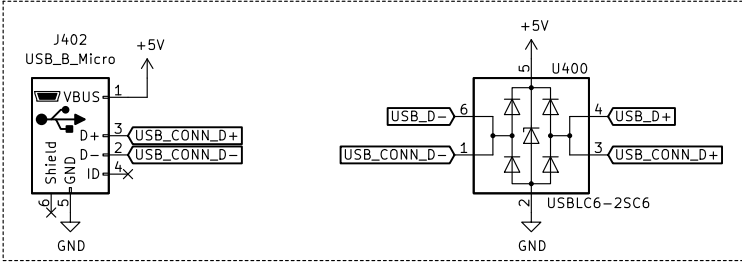 J402
USB_B_Micro
+5V
VBUS 1
D+ 3 USB_CONN_D+
D- 2 USB_CONN_D-
ID 4
Shield
GND
6
5
GND
+5V
5
U400
USB_D- 6
4 USB_D+
USB_CONN_D- 1
3 USB_CONN_D+
2
USBLC6-2SC6
GND